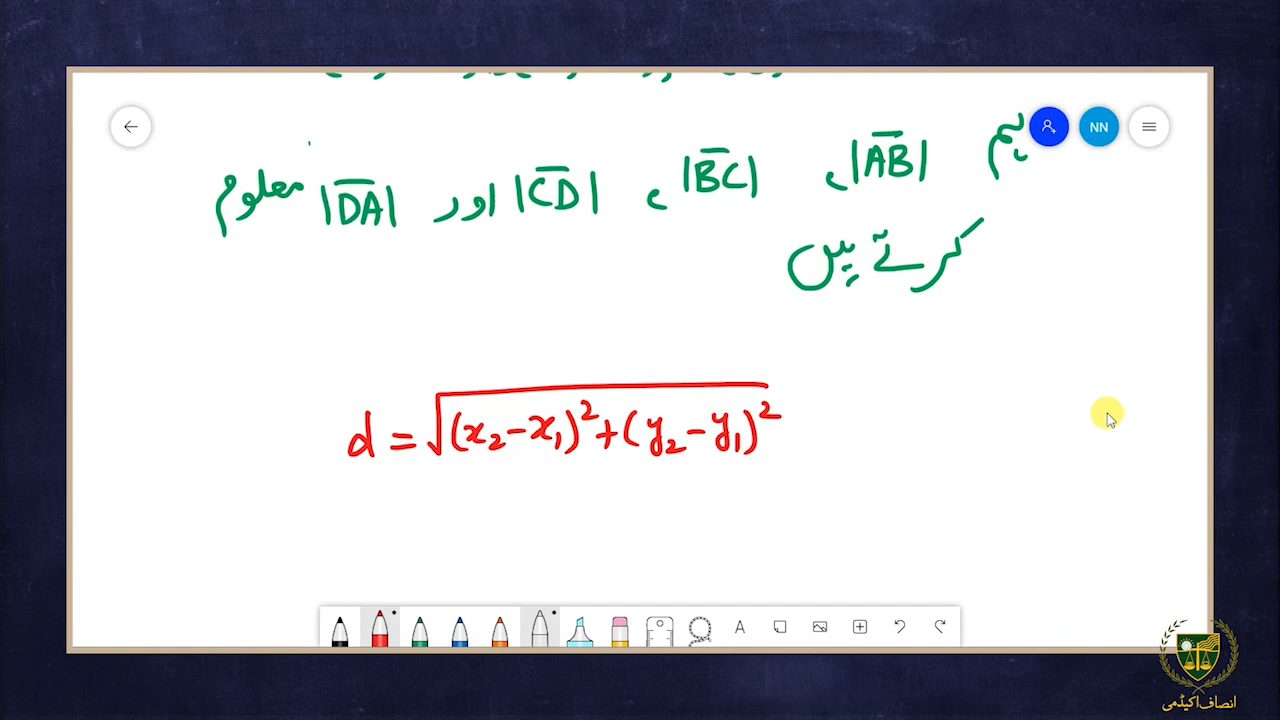 ہم |AB|، |BC|، |CD| اور |DA| معلوم
کرتے ہیں
d = √((x₂-x₁)²+(y₂-y₁)²)
NN
A
انصاف اکیڈمی